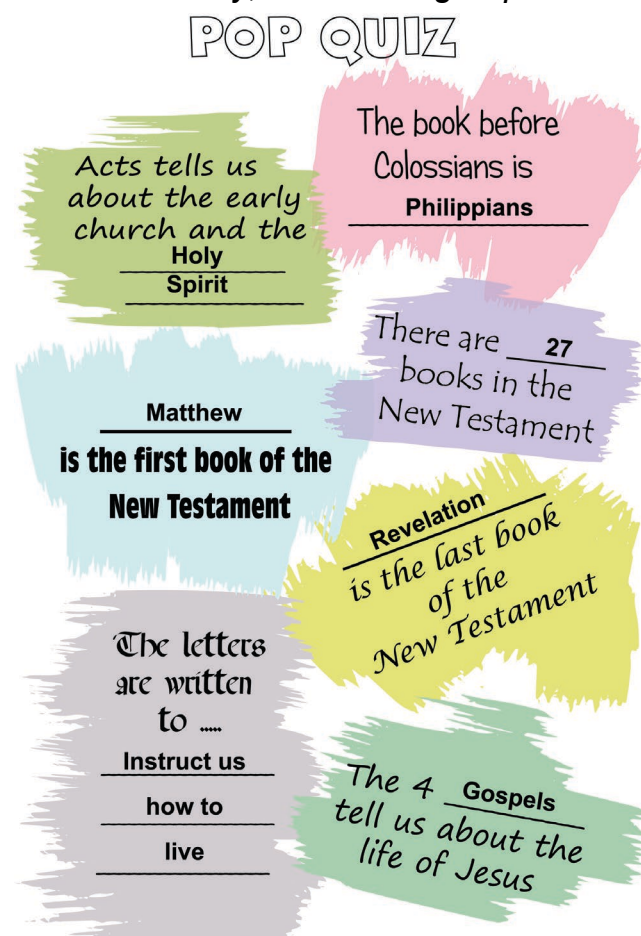 POP QUIZ
The book before
Colossians is
Philippians
Acts tells us
about the early
church and the
Holy
Spirit
There are 27
books in the
New Testament
Matthew
is the first book of the
New Testament
Revelation
is the last book
of the
New Testament
The letters
are written
to .....
Instruct us
how to
live
The 4 Gospels
tell us about the
life of Jesus